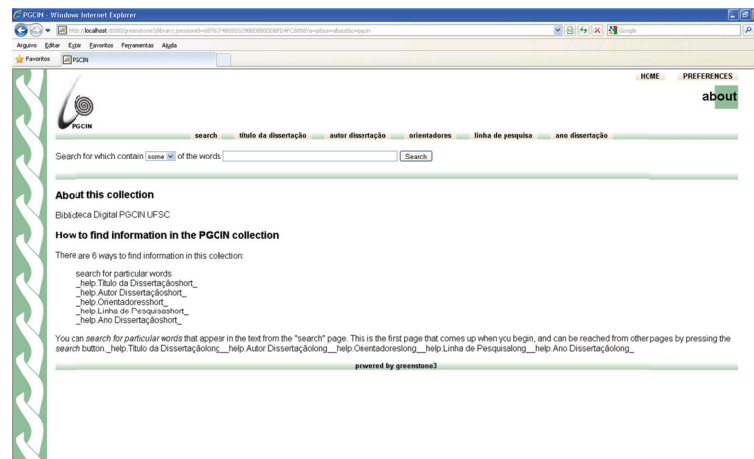 PGCIN - Windows Internet Explorer
Google
Arquivo Editar Exibir Favoritos Ferramentas Ajuda
Favoritos PGCIN
HOME PREFERENCES
about
PGCIN
search título da dissertação autor dissertação orientadores linha de pesquisa ano dissertação
Search for which contain some of the words Search
About this collection
Biblioteca Digital PGCIN UFSC
How to find information in the PGCIN collection
There are 6 ways to find information in this collection:
search for particular words
_help.Título da Dissertaçãoshort_
_help.Autor Dissertaçãoshort_
_help.Orientadoresshort_
_help.Linha de Pesquisashort_
_help.Ano Dissertaçãoshort_
You can search for particular words that appear in the text from the "search" page. This is the first page that comes up when you begin, and can be reached from other pages by pressing the
search button._help.Título da Dissertaçãolong__help.Autor Dissertaçãolong__help.Orientadoreslong__help.Linha de Pesquisalong__help.Ano Dissertaçãolong_
powered by greenstone3